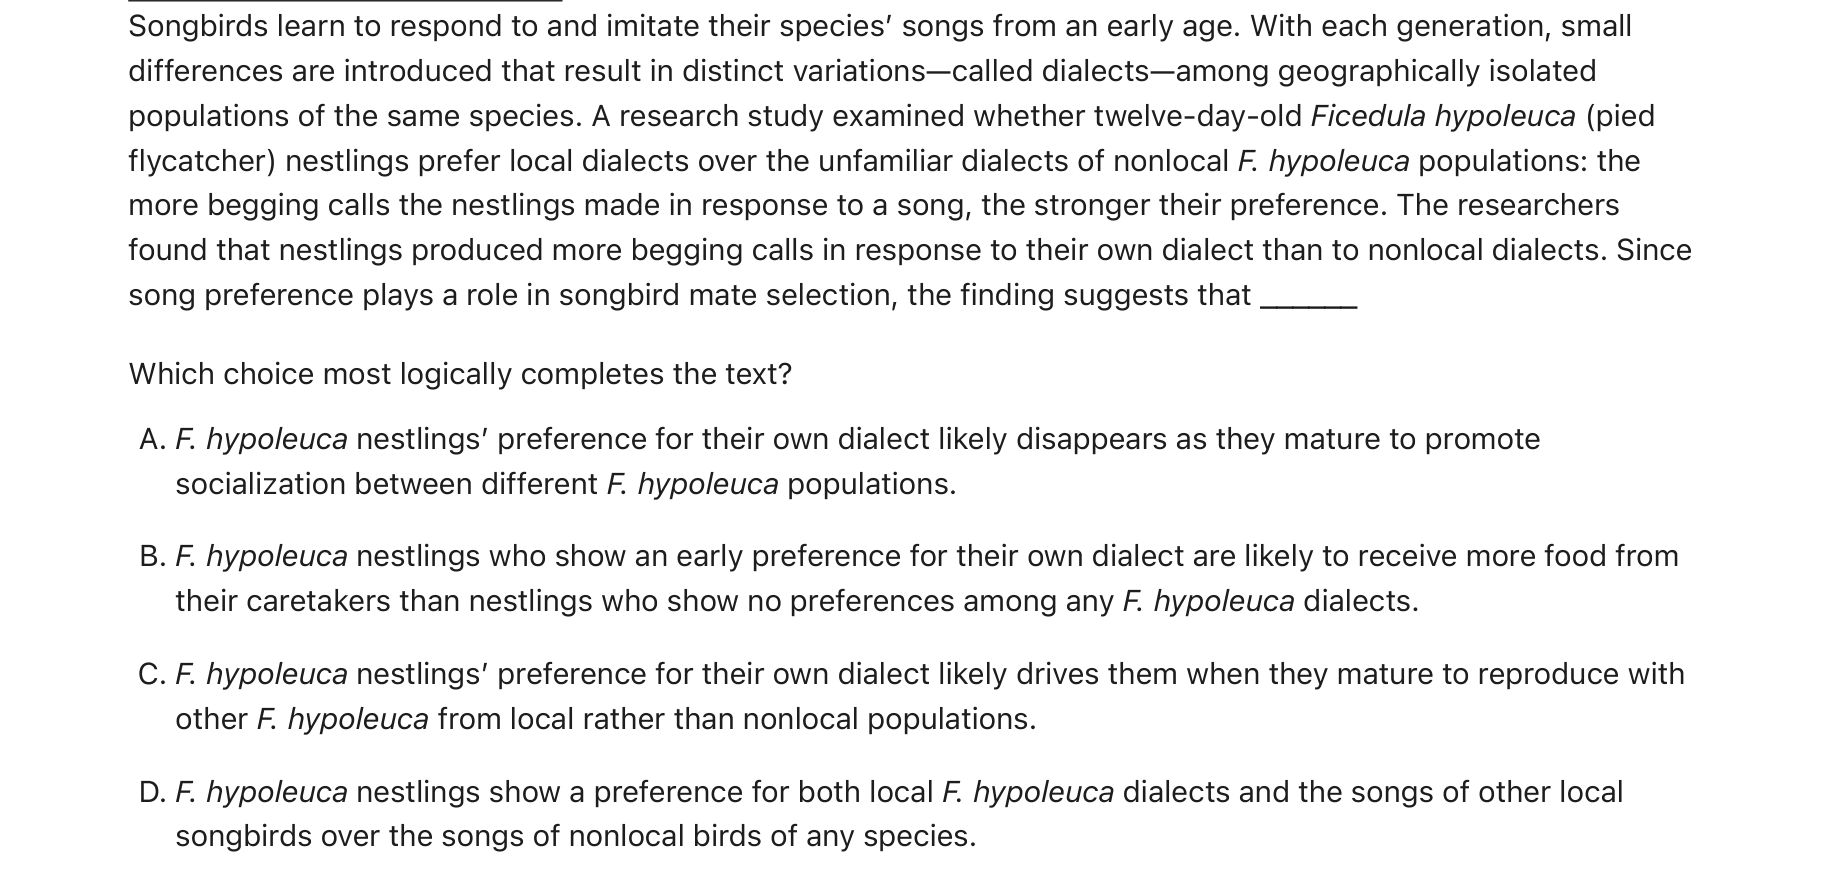 Songbirds learn to respond to and imitate their species’ songs from an early age. With each generation, small
differences are introduced that result in distinct variations—called dialects—among geographically isolated
populations of the same species. A research study examined whether twelve-day-old Ficedula hypoleuca (pied
flycatcher) nestlings prefer local dialects over the unfamiliar dialects of nonlocal F. hypoleuca populations: the
more begging calls the nestlings made in response to a song, the stronger their preference. The researchers
found that nestlings produced more begging calls in response to their own dialect than to nonlocal dialects. Since
song preference plays a role in songbird mate selection, the finding suggests that ______
Which choice most logically completes the text?
A. F. hypoleuca nestlings’ preference for their own dialect likely disappears as they mature to promote
socialization between different F. hypoleuca populations.
B. F. hypoleuca nestlings who show an early preference for their own dialect are likely to receive more food from
their caretakers than nestlings who show no preferences among any F. hypoleuca dialects.
C. F. hypoleuca nestlings’ preference for their own dialect likely drives them when they mature to reproduce with
other F. hypoleuca from local rather than nonlocal populations.
D. F. hypoleuca nestlings show a preference for both local F. hypoleuca dialects and the songs of other local
songbirds over the songs of nonlocal birds of any species.